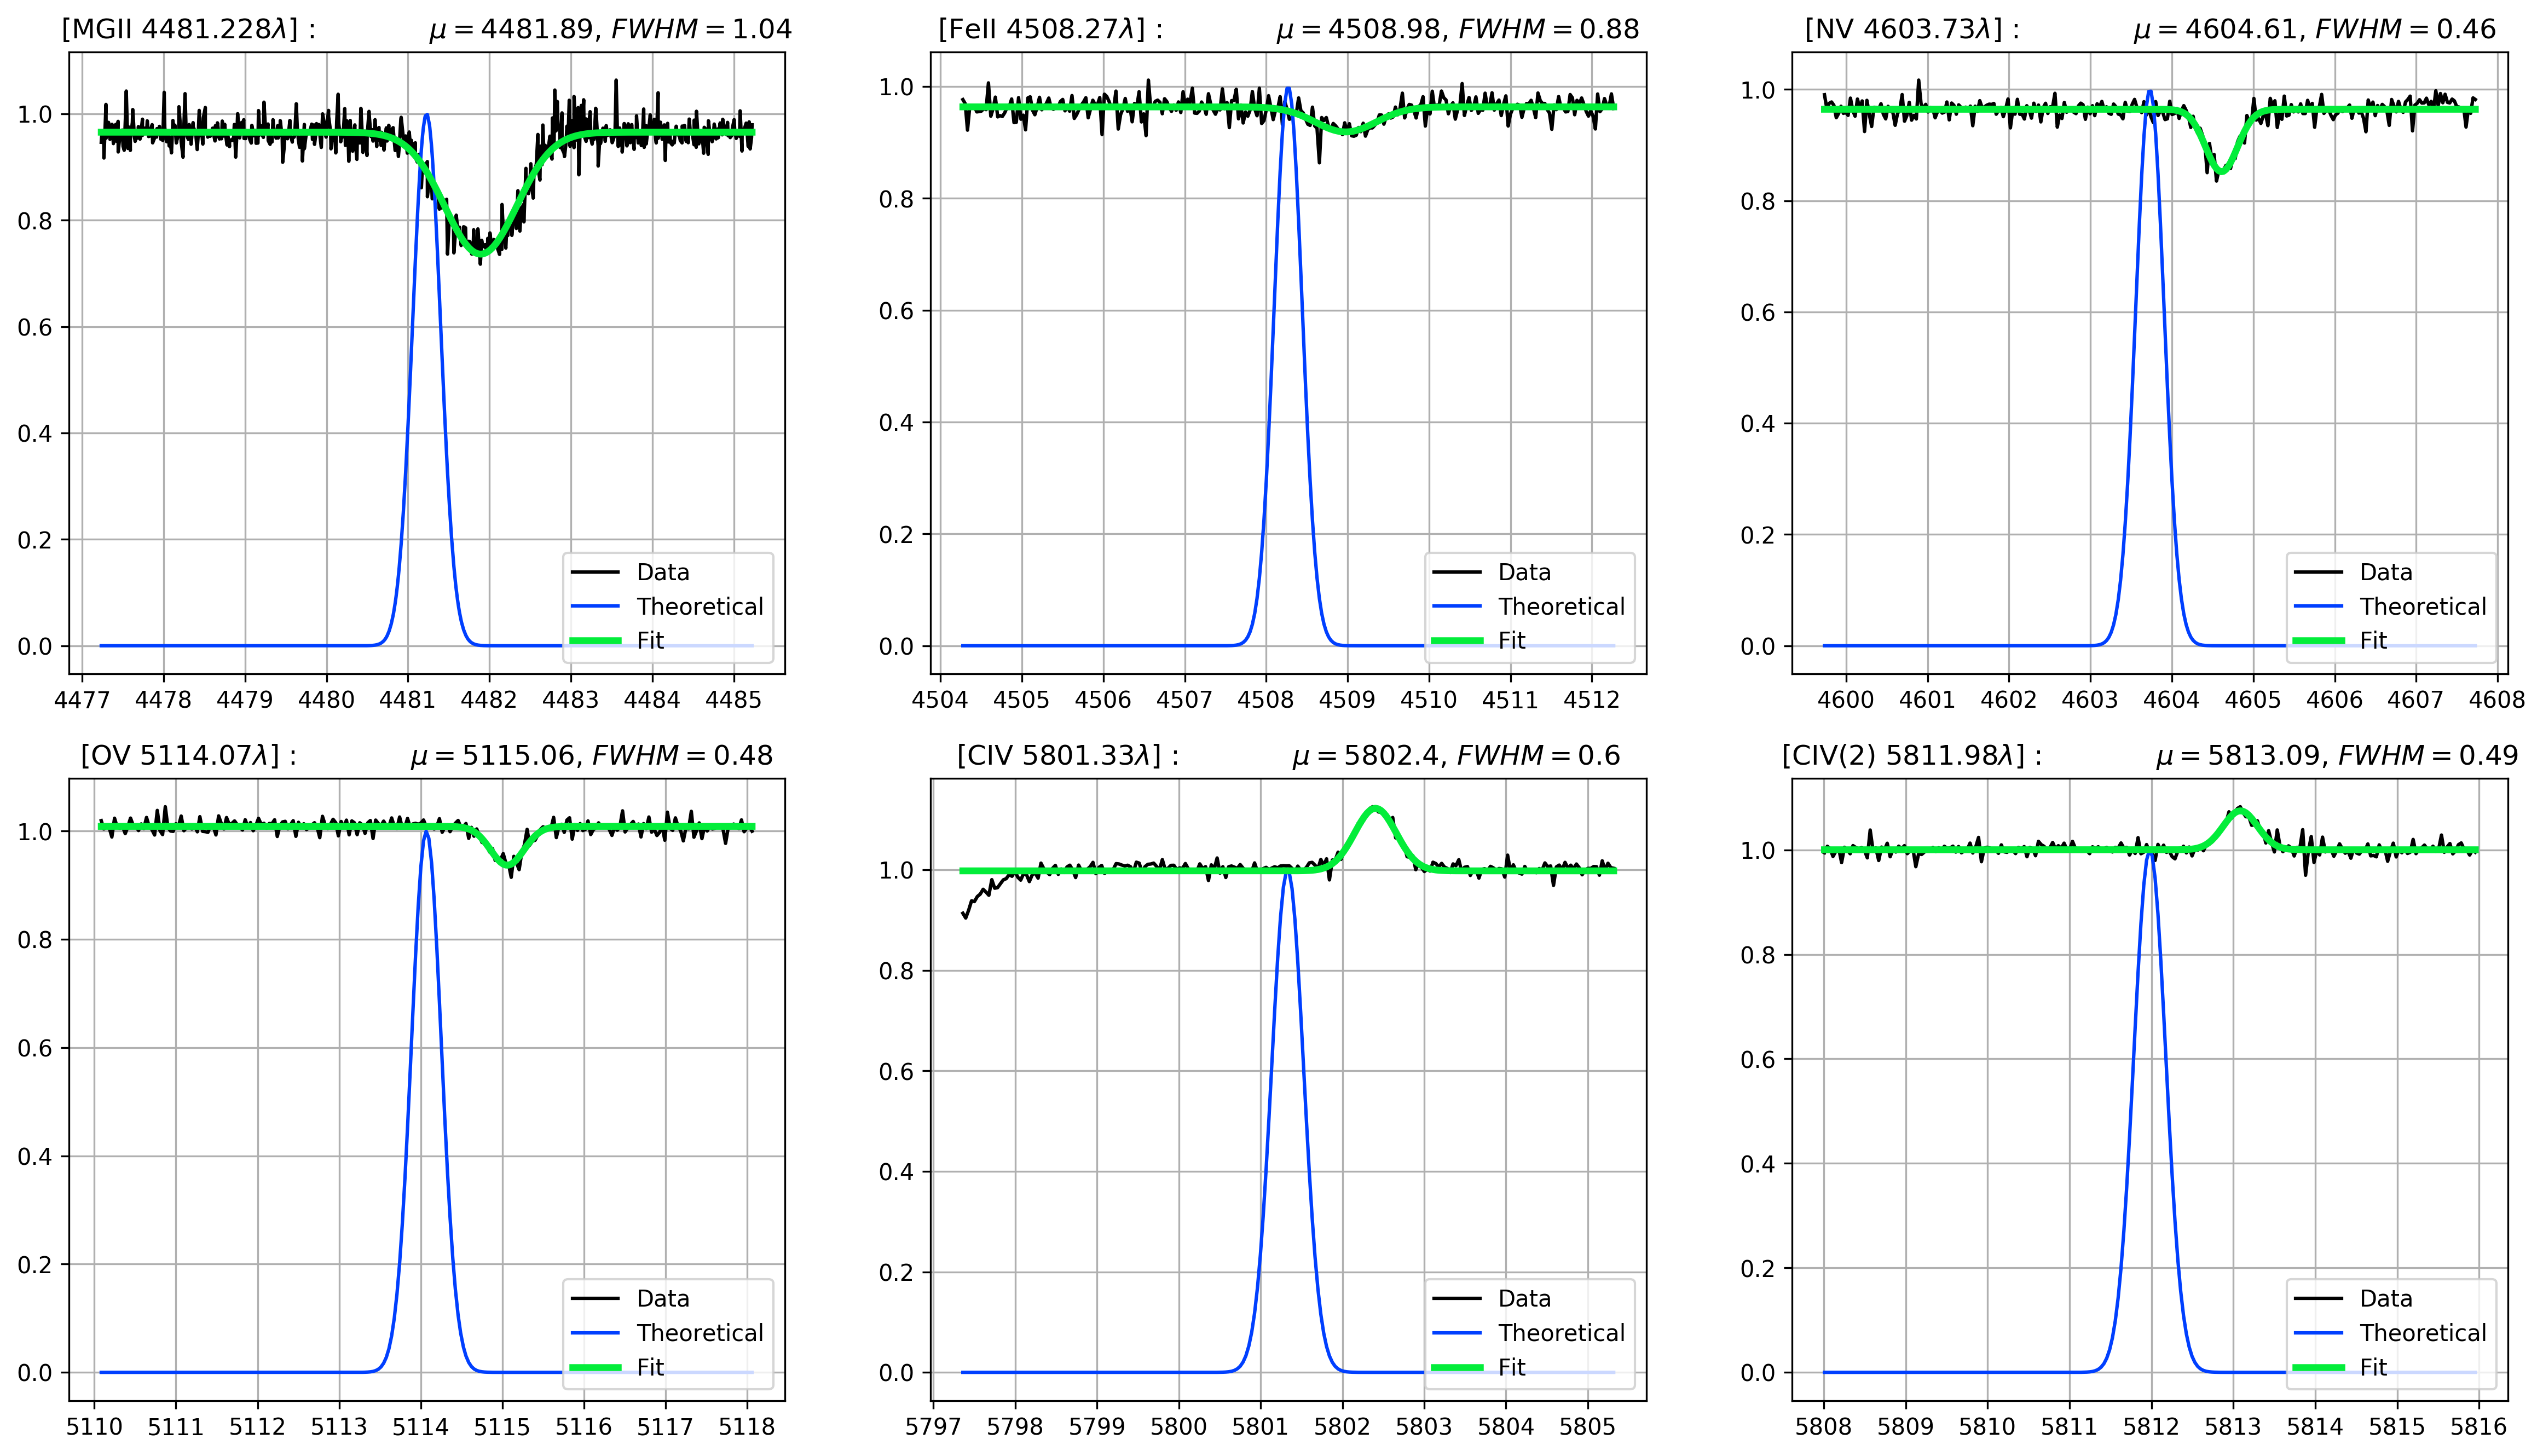 [MGII 4481.228λ] : μ = 4481.89, FWHM = 1.04
1.0
0.8
0.6
0.4
0.2
0.0
Data
Theoretical
Fit
4477 4478 4479 4480 4481 4482 4483 4484 4485
[FeII 4508.27λ] : μ = 4508.98, FWHM = 0.88
1.0
0.8
0.6
0.4
0.2
0.0
Data
Theoretical
Fit
4504 4505 4506 4507 4508 4509 4510 4511 4512
[NV 4603.73λ] : μ = 4604.61, FWHM = 0.46
1.0
0.8
0.6
0.4
0.2
0.0
Data
Theoretical
Fit
4600 4601 4602 4603 4604 4605 4606 4607 4608
[OV 5114.07λ] : μ = 5115.06, FWHM = 0.48
1.0
0.8
0.6
0.4
0.2
0.0
Data
Theoretical
Fit
5110 5111 5112 5113 5114 5115 5116 5117 5118
[CIV 5801.33λ] : μ = 5802.4, FWHM = 0.6
1.0
0.8
0.6
0.4
0.2
0.0
Data
Theoretical
Fit
5797 5798 5799 5800 5801 5802 5803 5804 5805
[CIV(2) 5811.98λ] : μ = 5813.09, FWHM = 0.49
1.0
0.8
0.6
0.4
0.2
0.0
Data
Theoretical
Fit
5808 5809 5810 5811 5812 5813 5814 5815 5816